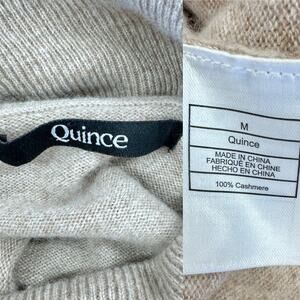 Quince
M
Quince
MADE IN CHINA
FABRIQUÉ EN CHINE
HECHO EN CHINA
100% Cashmere